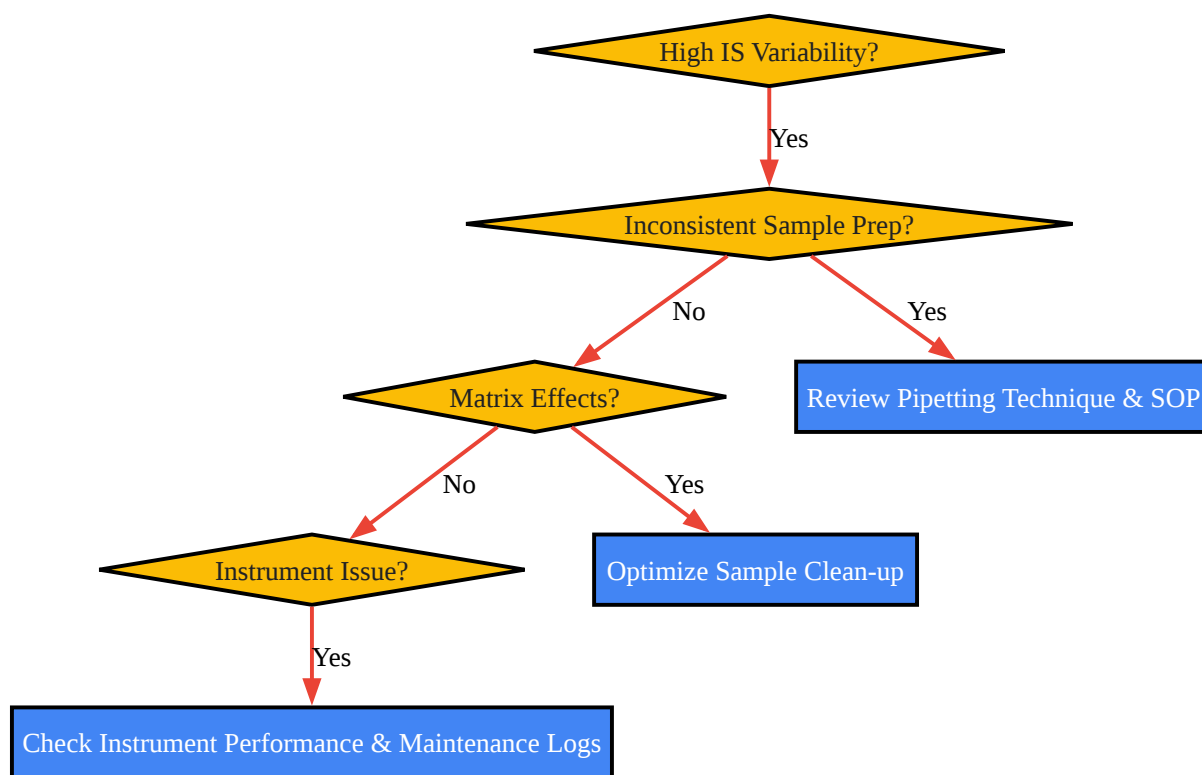 High IS Variability?
Yes
Inconsistent Sample Prep?
No
Yes
Matrix Effects?
Review Pipetting Technique & SOP
No
Yes
Instrument Issue?
Optimize Sample Clean-up
Yes
Check Instrument Performance & Maintenance Logs